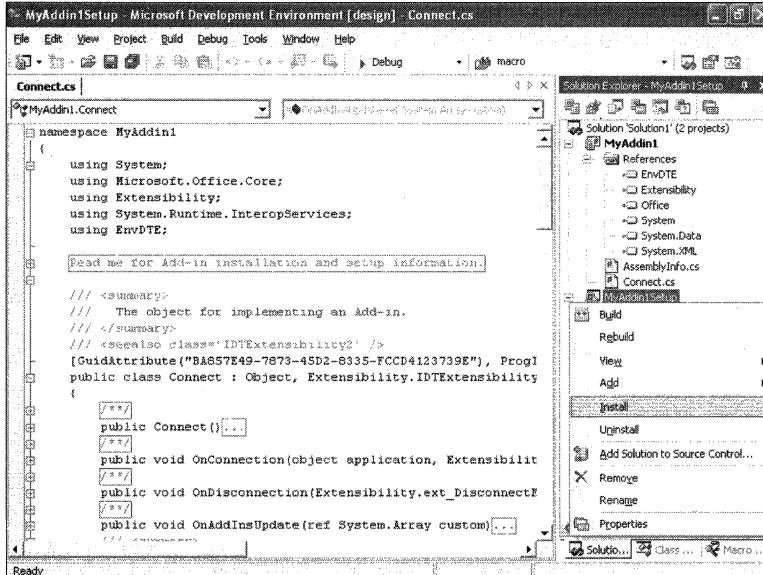 MyAddin1Setup - Microsoft Development Environment [design] - Connect.cs
File Edit View Project Build Debug Tools Window Help
Debug macro
Connect.cs
MyAddin1.Connect
namespace MyAddin1
{
using System;
using Microsoft.Office.Core;
using Extensibility;
using System.Runtime.InteropServices;
using EnvDTE;
Read me for Add-in installation and setup information.
/// <summary>
/// The object for implementing an Add-in.
/// </summary>
/// <seealso class='IDTExtensibility2' />
[GuidAttribute("BA857E49-7873-45D2-8335-FCCD4123739E"), ProgI
public class Connect : Object, Extensibility.IDTExtensibility
{
/**/
public Connect()...
/**/
public void OnConnection(object application, Extensibilit
/**/
public void OnDisconnection(Extensibility.ext_DisconnectM
/**/
public void OnAddInsUpdate(ref System.Array custom)...
/// <summary>
Ready
Solution Explorer - MyAddin1Setup
Solution 'Solution1' (2 projects)
MyAddin1
References
EnvDTE
Extensibility
Office
System
System.Data
System.XML
AssemblyInfo.cs
Connect.cs
MyAddin1Setup
Build
Rebuild
View
Add
Install
Uninstall
Add Solution to Source Control...
Remove
Rename
Properties
Solutio... Class ... Macro ...